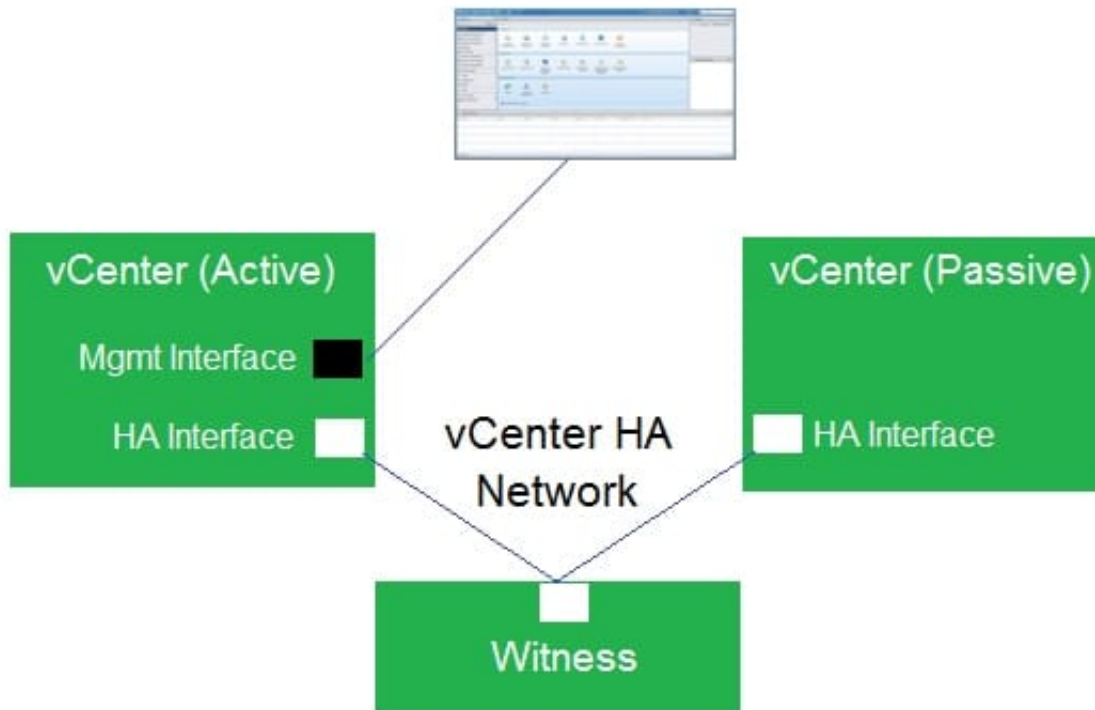 vCenter (Active)
Mgmt Interface
HA Interface
vCenter HA
Network
vCenter (Passive)
HA Interface
Witness